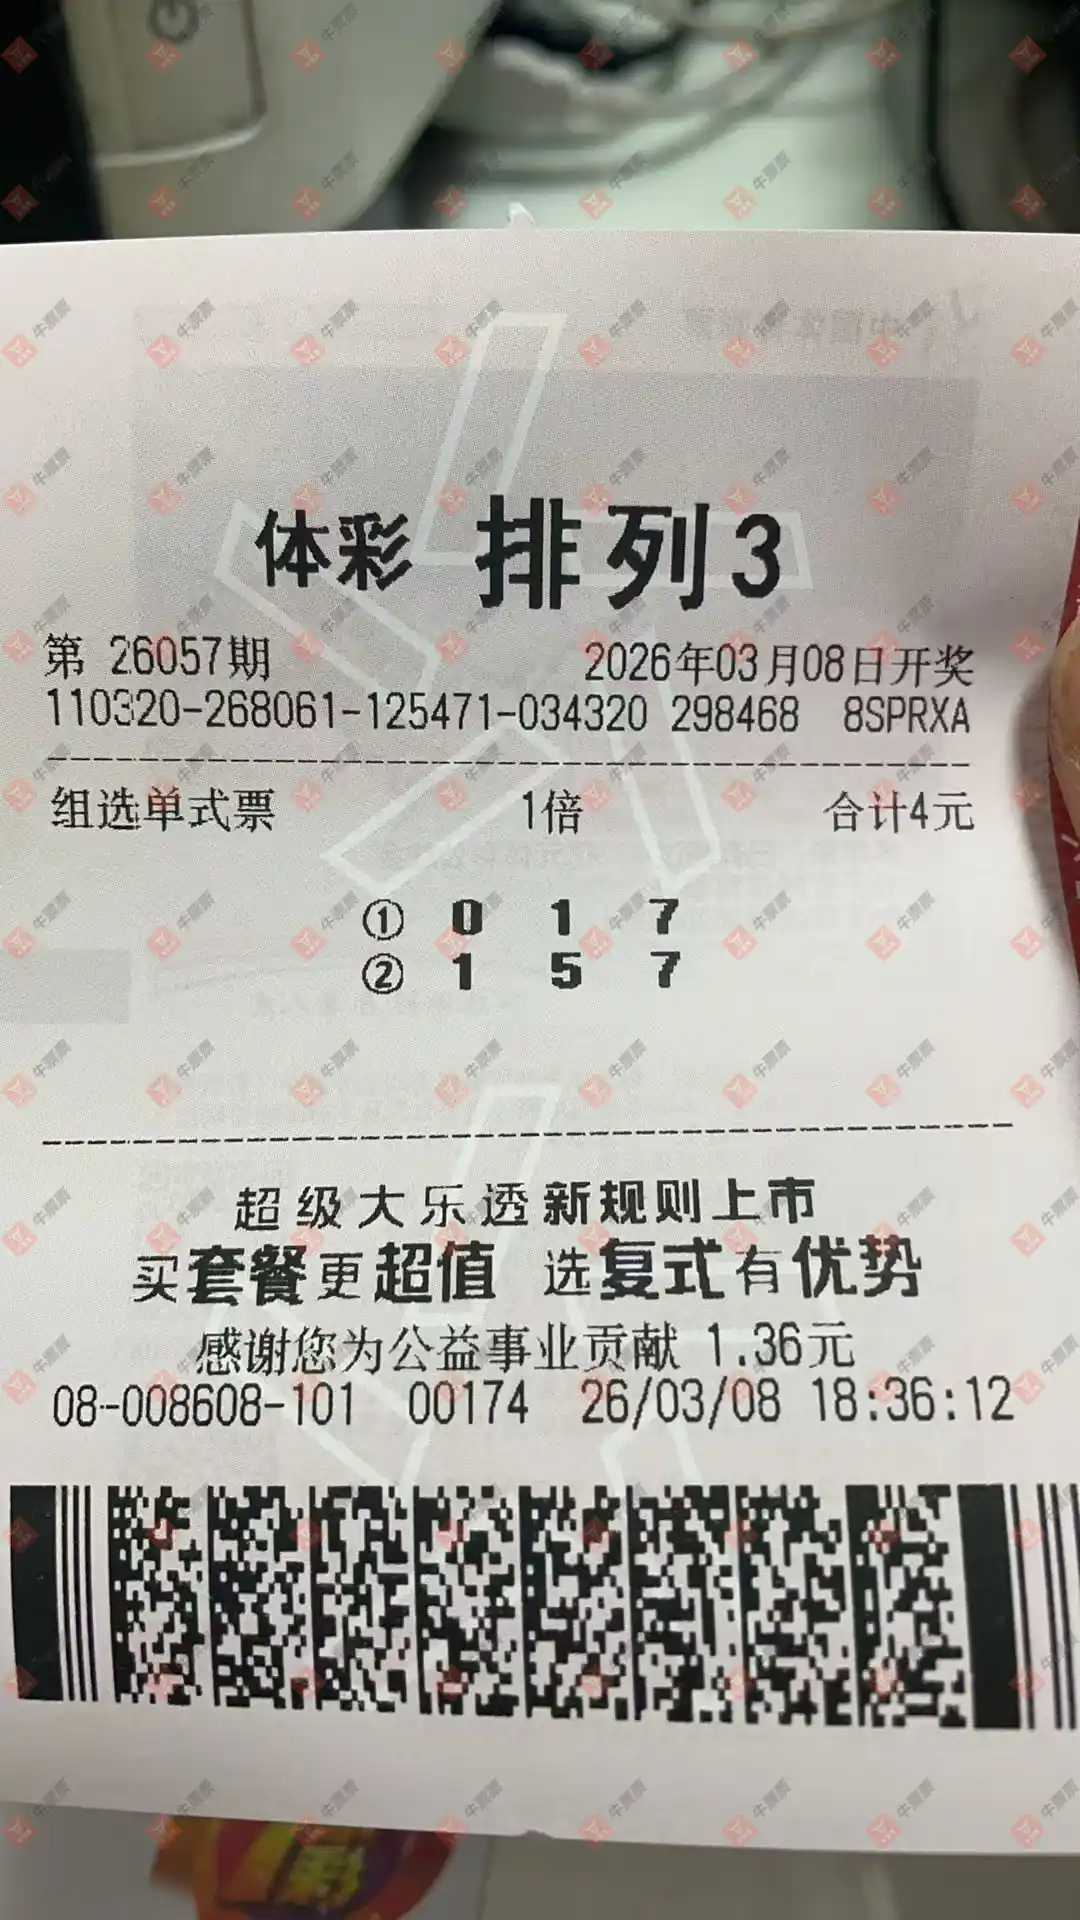 体彩 排列3
第 26057期 2026年03月08日开奖
110320-268061-125471-034320 298468 8SPRXA
组选单式票 1倍 合计4元
① 0 1 7
② 1 5 7
超级大乐透新规则上市
买套餐更超值 选复式有优势
感谢您为公益事业贡献 1.36元
08-008608-101 00174 26/03/08 18:36:12
牛票票